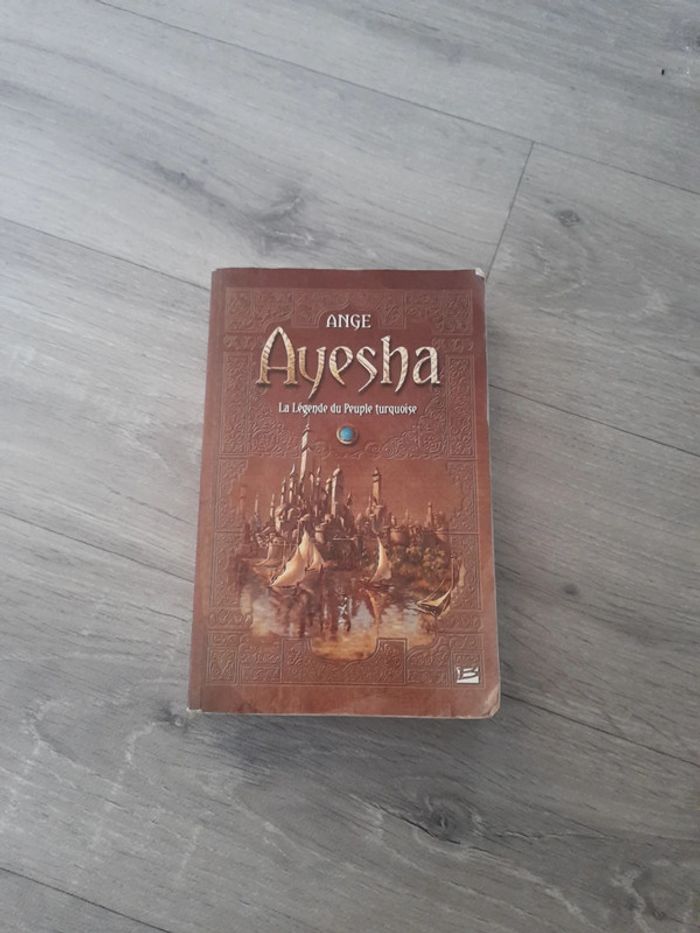 ANGE
Ayesha
La Légende du Peuple turquoise